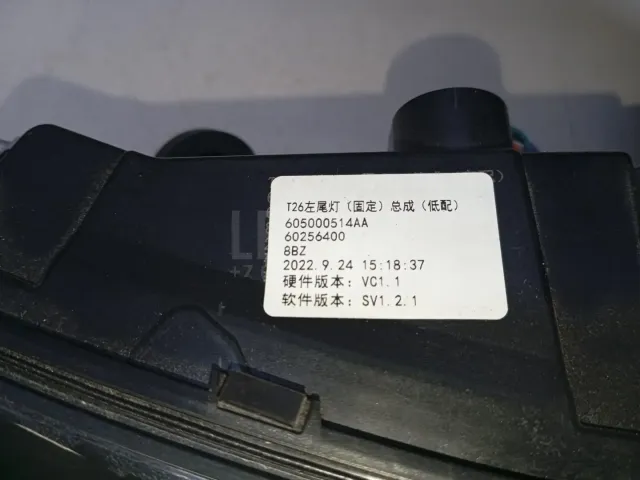 T26左尾灯（固定）总成（低配）
605000514AA
60256400
8BZ
2022.9.24 15:18:37
硬件版本：VC1.1
软件版本：SV1.2.1